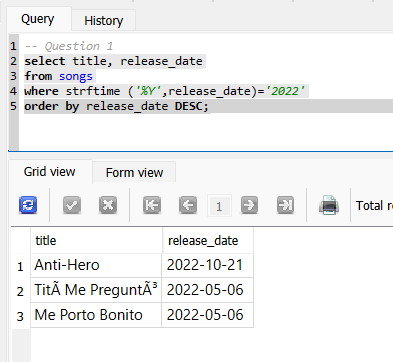 Query History
1 -- Question 1
2 select title, release_date
3 from songs
4 where strftime ('%Y',release_date)='2022'
5 order by release_date DESC;
Grid view Form view
1 Total re
title release_date
1 Anti-Hero 2022-10-21
2 TitÃ Me PreguntÃ³ 2022-05-06
3 Me Porto Bonito 2022-05-06